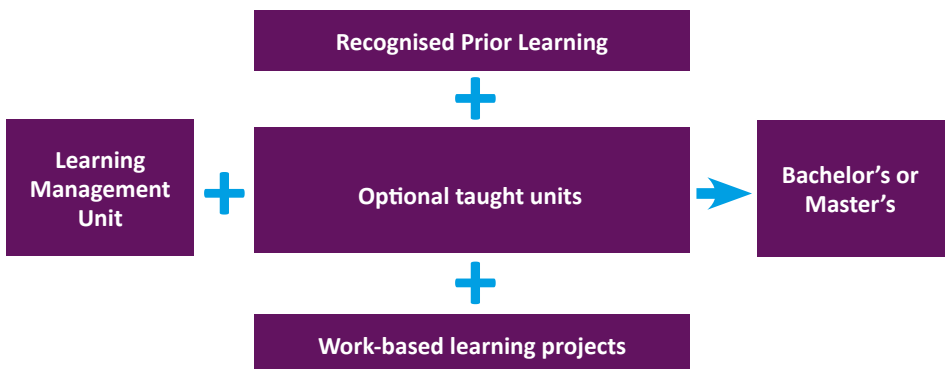 Recognised Prior Learning
Learning
Management
Unit
Optional taught units
Bachelor’s or
Master’s
Work-based learning projects